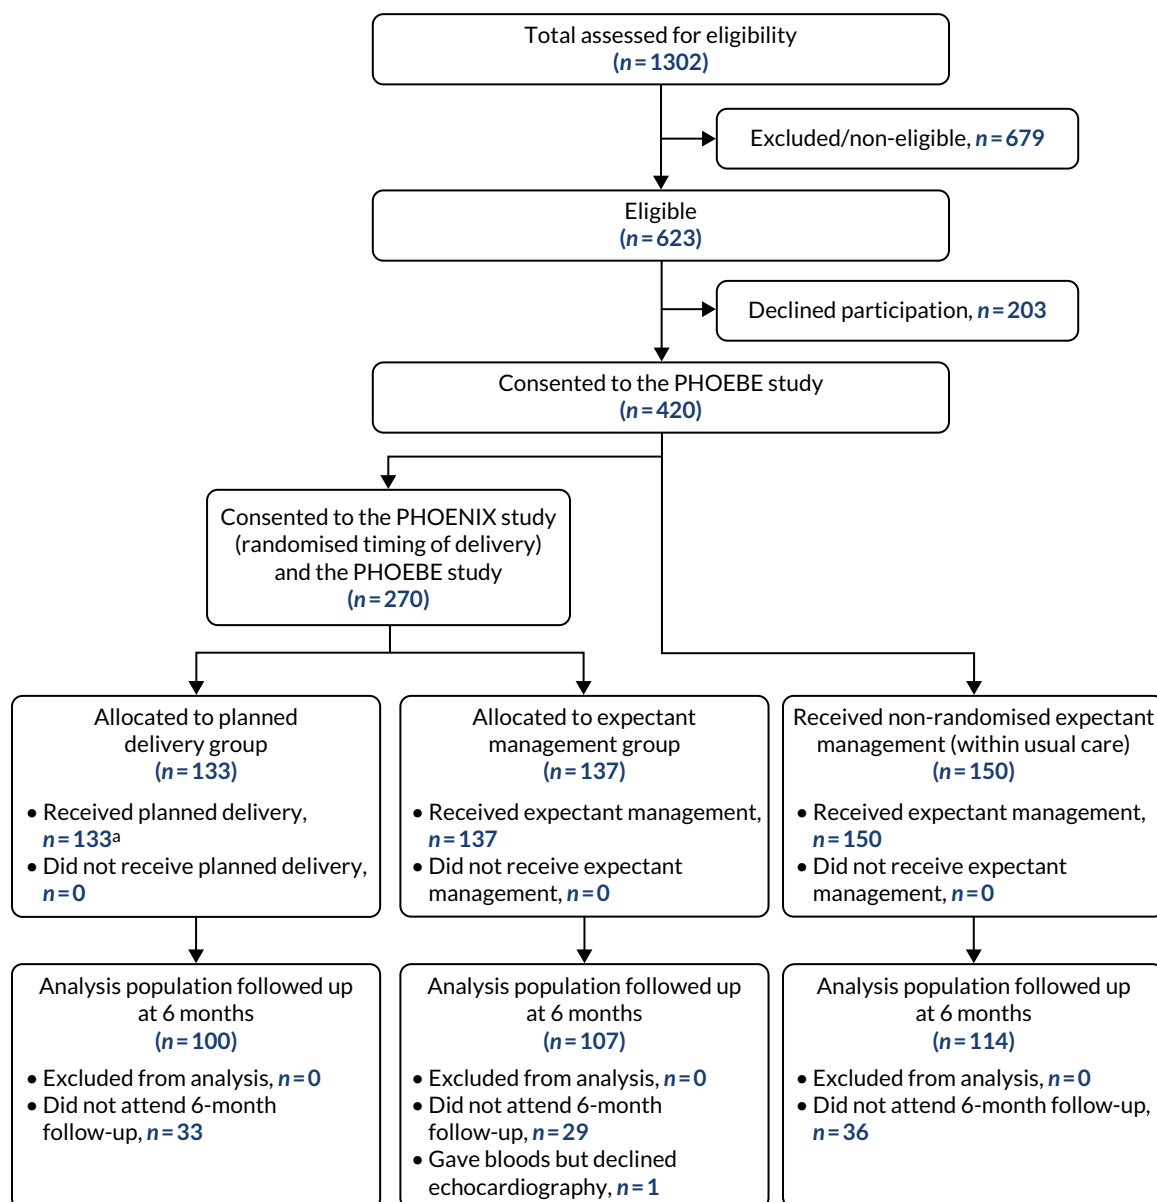 Total assessed for eligibility
(n=1302)
Excluded/non-eligible, n=679
Eligible
(n=623)
Declined participation, n=203
Consented to the PHOEBE study
(n=420)
Consented to the PHOENIX study
(randomised timing of delivery)
and the PHOEBE study
(n=270)
Allocated to planned
delivery group
(n=133)
• Received planned delivery,
n=133a
• Did not receive planned delivery,
n=0
Allocated to expectant
management group
(n=137)
• Received expectant management,
n=137
• Did not receive expectant
management, n=0
Received non-randomised expectant
management (within usual care)
(n=150)
• Received expectant management,
n=150
• Did not receive expectant
management, n=0
Analysis population followed up
at 6 months
(n=100)
• Excluded from analysis, n=0
• Did not attend 6-month
follow-up, n=33
Analysis population followed up
at 6 months
(n=107)
• Excluded from analysis, n=0
• Did not attend 6-month
follow-up, n=29
• Gave bloods but declined
echocardiography, n=1
Analysis population followed up
at 6 months
(n=114)
• Excluded from analysis, n=0
• Did not attend 6-month follow-up,
n=36